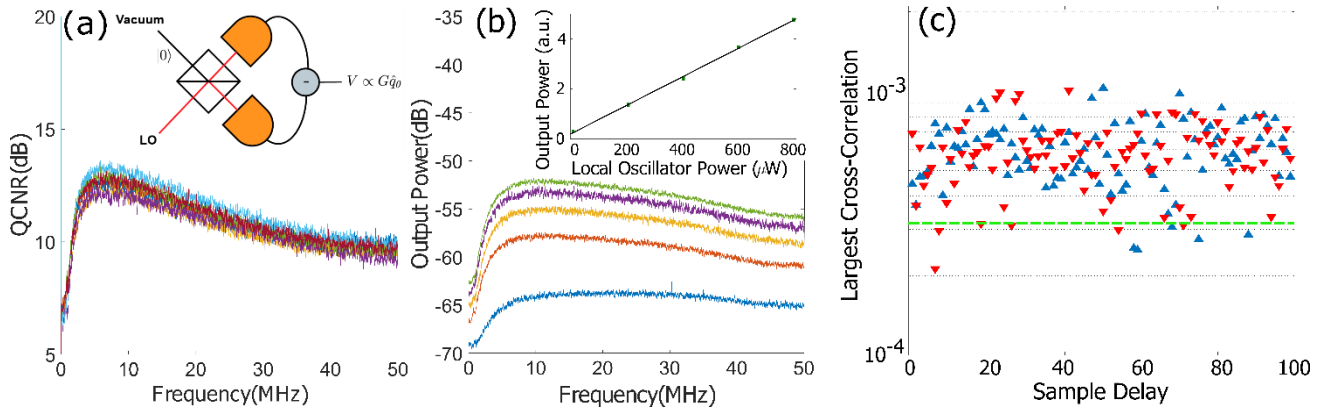 (a)
Vacuum
|0⟩
LO
-
V ∝ Gq̂θ
QCNR(dB)
20
15
10
5
0 10 20 30 40 50
Frequency(MHz)
(b)
Output Power(dB)
-35
-40
-45
-50
-55
-60
-65
-70
0 10 20 30 40 50
Frequency(MHz)
Output Power (a.u.)
4
2
0
0 200 400 600 800
Local Oscillator Power (μW)
(c)
Largest Cross-Correlation
10-3
10-4
0 20 40 60 80 100
Sample Delay